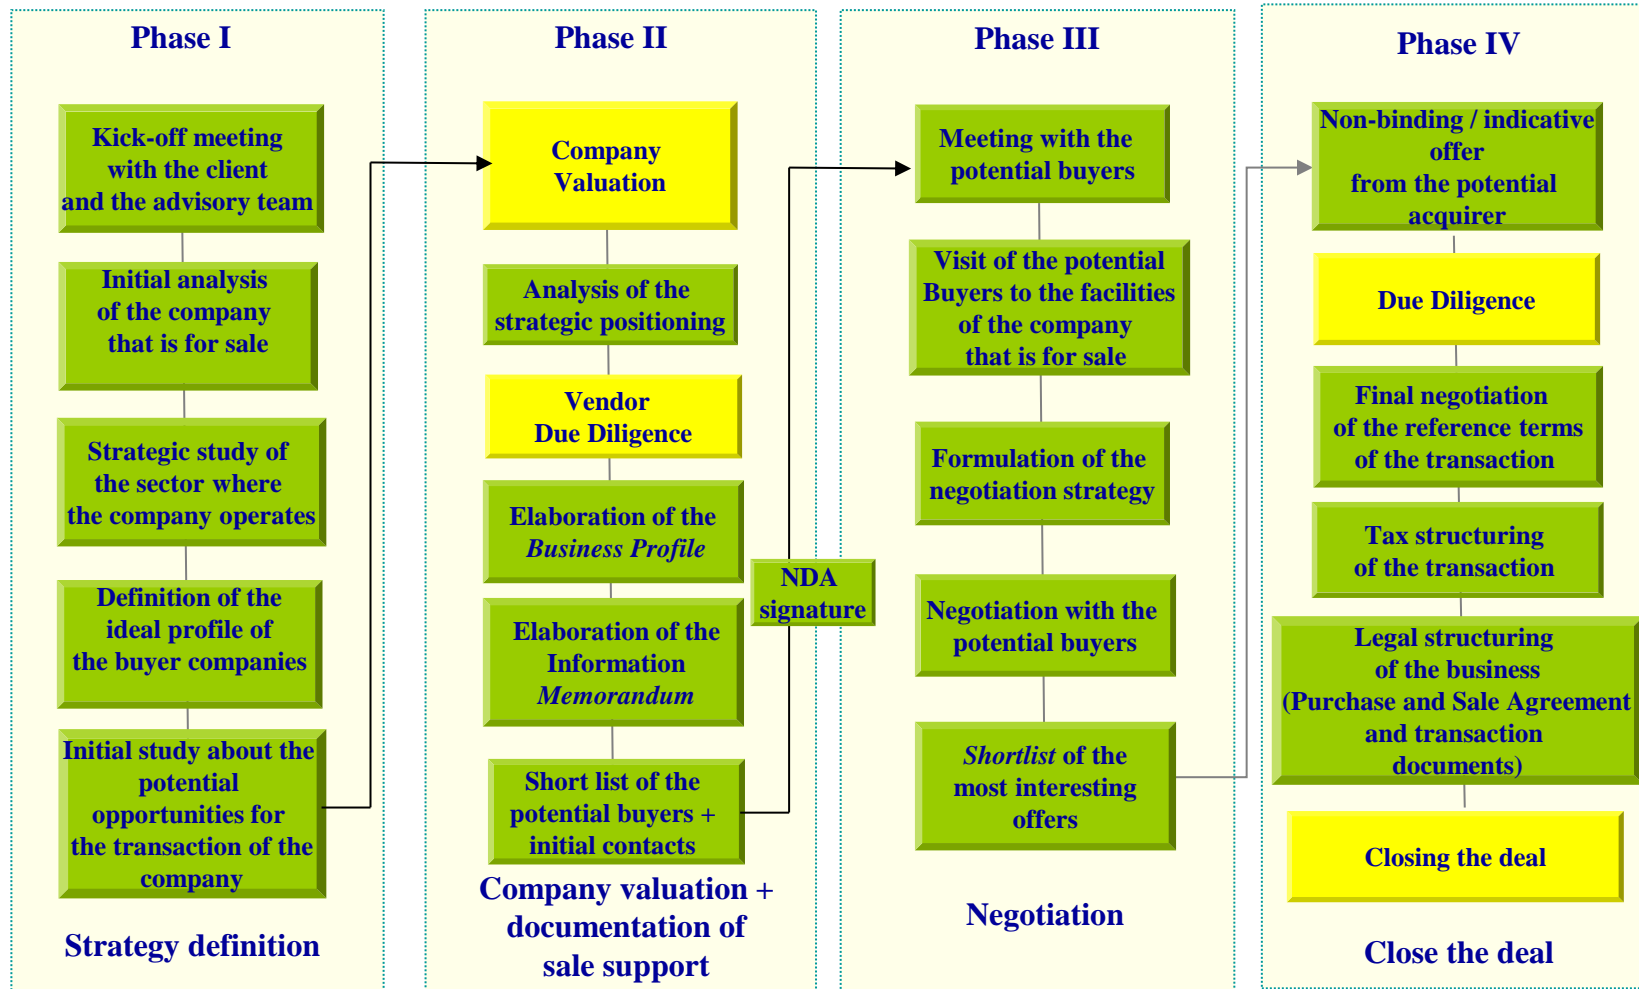 Phase I
Kick-off meeting
with the client
and the advisory team
Initial analysis
of the company
that is for sale
Strategic study of
the sector where
the company operates
Definition of the
ideal profile of
the buyer companies
Initial study about the
potential
opportunities for
the transaction of the
company
Strategy definition
Phase II
Company
Valuation
Analysis of the
strategic positioning
Vendor
Due Diligence
Elaboration of the
Business Profile
Elaboration of the
Information
Memorandum
Short list of the
potential buyers +
initial contacts
Company valuation +
documentation of
sale support
NDA
signature
Phase III
Meeting with the
potential buyers
Visit of the potential
Buyers to the facilities
of the company
that is for sale
Formulation of the
negotiation strategy
Negotiation with the
potential buyers
Shortlist of the
most interesting
offers
Negotiation
Phase IV
Non-binding / indicative
offer
from the potential
acquirer
Due Diligence
Final negotiation
of the reference terms
of the transaction
Tax structuring
of the transaction
Legal structuring
of the business
(Purchase and Sale Agreement
and transaction
documents)
Closing the deal
Close the deal